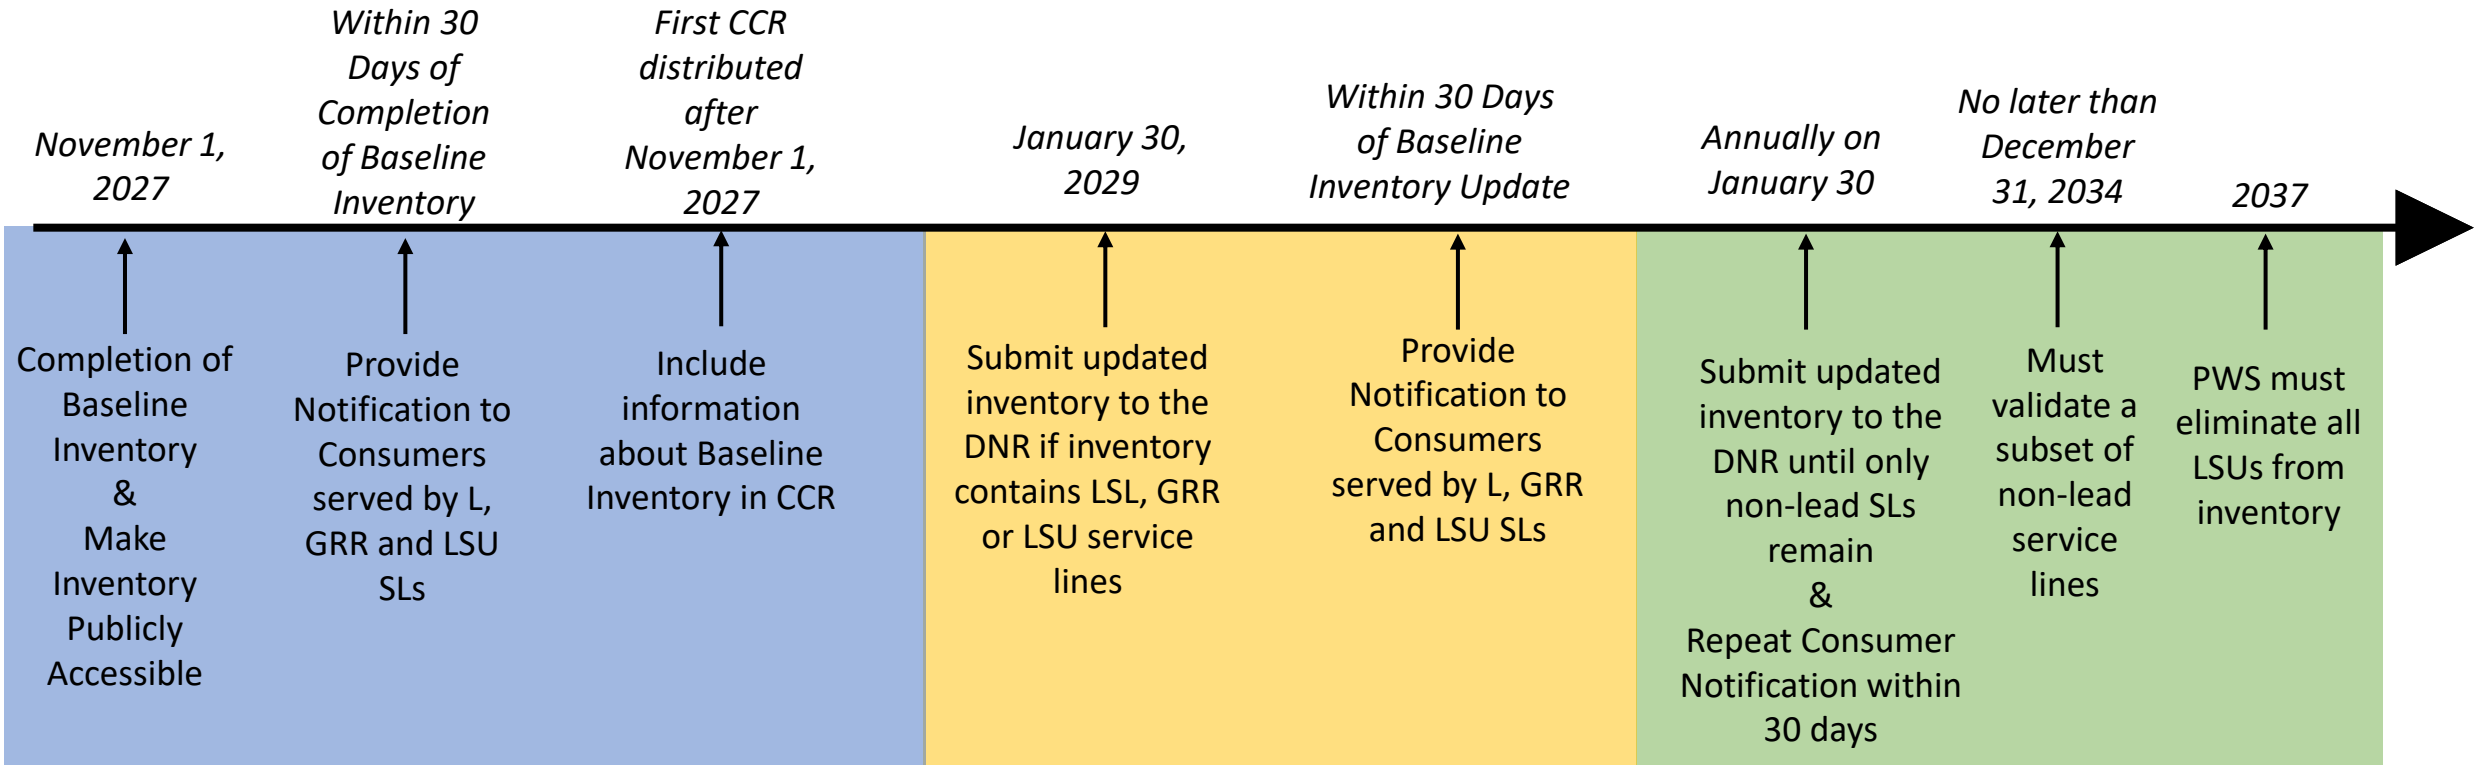 Within 30
Days of
Completion
of Baseline
Inventory
First CCR
distributed
after
November 1,
2027
November 1,
2027
January 30,
2029
Within 30 Days
of Baseline
Inventory Update
Annually on
January 30
No later than
December
31, 2034
2037
Completion of
Baseline
Inventory
&
Make
Inventory
Publicly
Accessible
Provide
Notification to
Consumers
served by L,
GRR and LSU
SLs
Include
information
about Baseline
Inventory in CCR
Submit updated
inventory to the
DNR if inventory
contains LSL, GRR
or LSU service
lines
Provide
Notification to
Consumers
served by L, GRR
and LSU SLs
Submit updated
inventory to the
DNR until only
non-lead SLs
remain
&
Repeat Consumer
Notification within
30 days
Must
validate a
subset of
non-lead
service
lines
PWS must
eliminate all
LSUs from
inventory